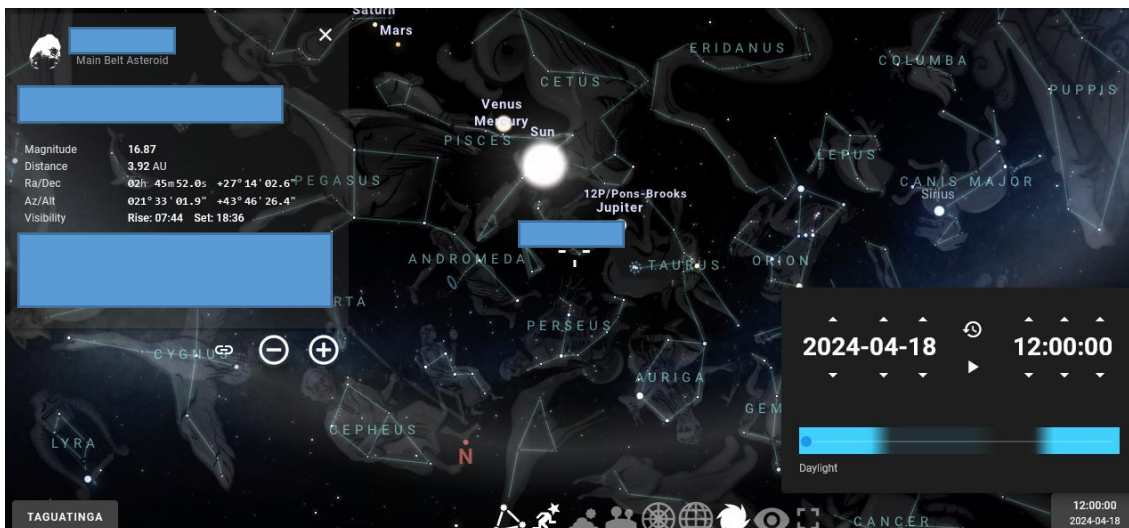 Saturn
Mars
Main Belt Asteroid
Magnitude 16.87
Distance 3.92 AU
Ra/Dec 02h 45m 52.0s +27° 14' 02.6"
Az/Alt 021° 33' 01.9" +43° 46' 26.4"
Visibility Rise: 07:44 Set: 18:36
ERIDANUS
COLUMBA
CETUS
PUPPIS
Venus
Mercury
Sun
PISCES
LEPUS
PEGASUS
CANIS MAJOR
Sirius
12P/Pons-Brooks
Jupiter
ANDROMEDA
TAURUS
ORION
RTA
PERSEUS
CYGNUS
AURIGA
GEM
LYRA
CEPHEUS
N
2024-04-18 12:00:00
Daylight
TAGUATINGA
CANCER
12:00:00
2024-04-18